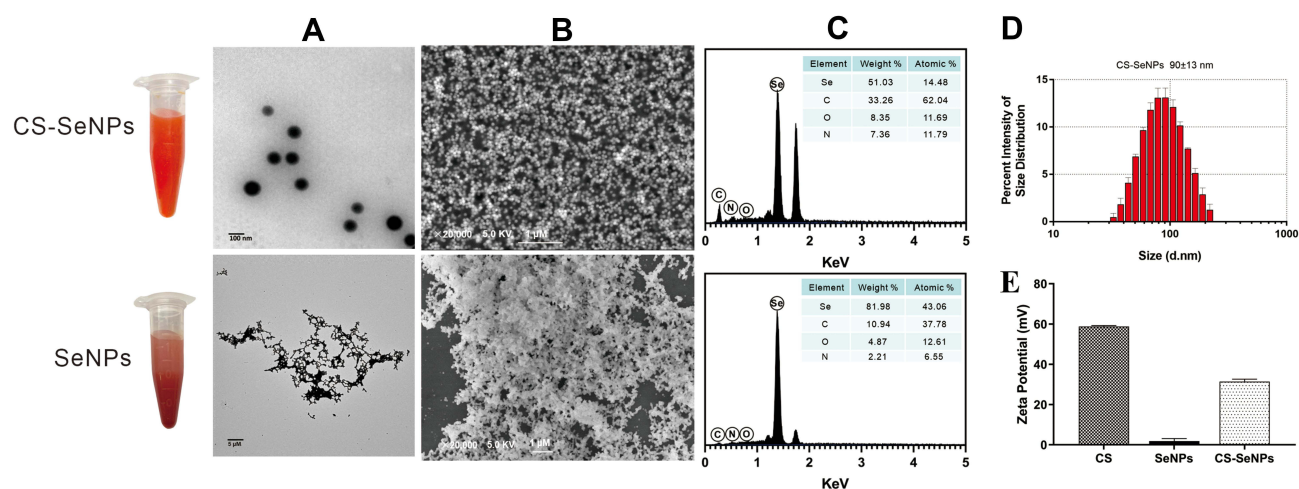 A
B
C
D
CS-SeNPs
SeNPs
100 nm
5 μM
×20,000 5.0 KV 1 μM
×20,000 5.0 KV 1 μM
Element Weight % Atomic %
Se 51.03 14.48
C 33.26 62.04
O 8.35 11.69
N 7.36 11.79
Se
C N O
0 1 2 3 4 5
KeV
Element Weight % Atomic %
Se 81.98 43.06
C 10.94 37.78
O 4.87 12.61
N 2.21 6.55
Se
C N O
0 1 2 3 4 5
KeV
CS-SeNPs 90±13 nm
Percent Intensity of
Size Distribution
15
10
5
0
10 100 1000
Size (d.nm)
E
Zeta Potential (mV)
80
60
40
20
0
CS SeNPs CS-SeNPs